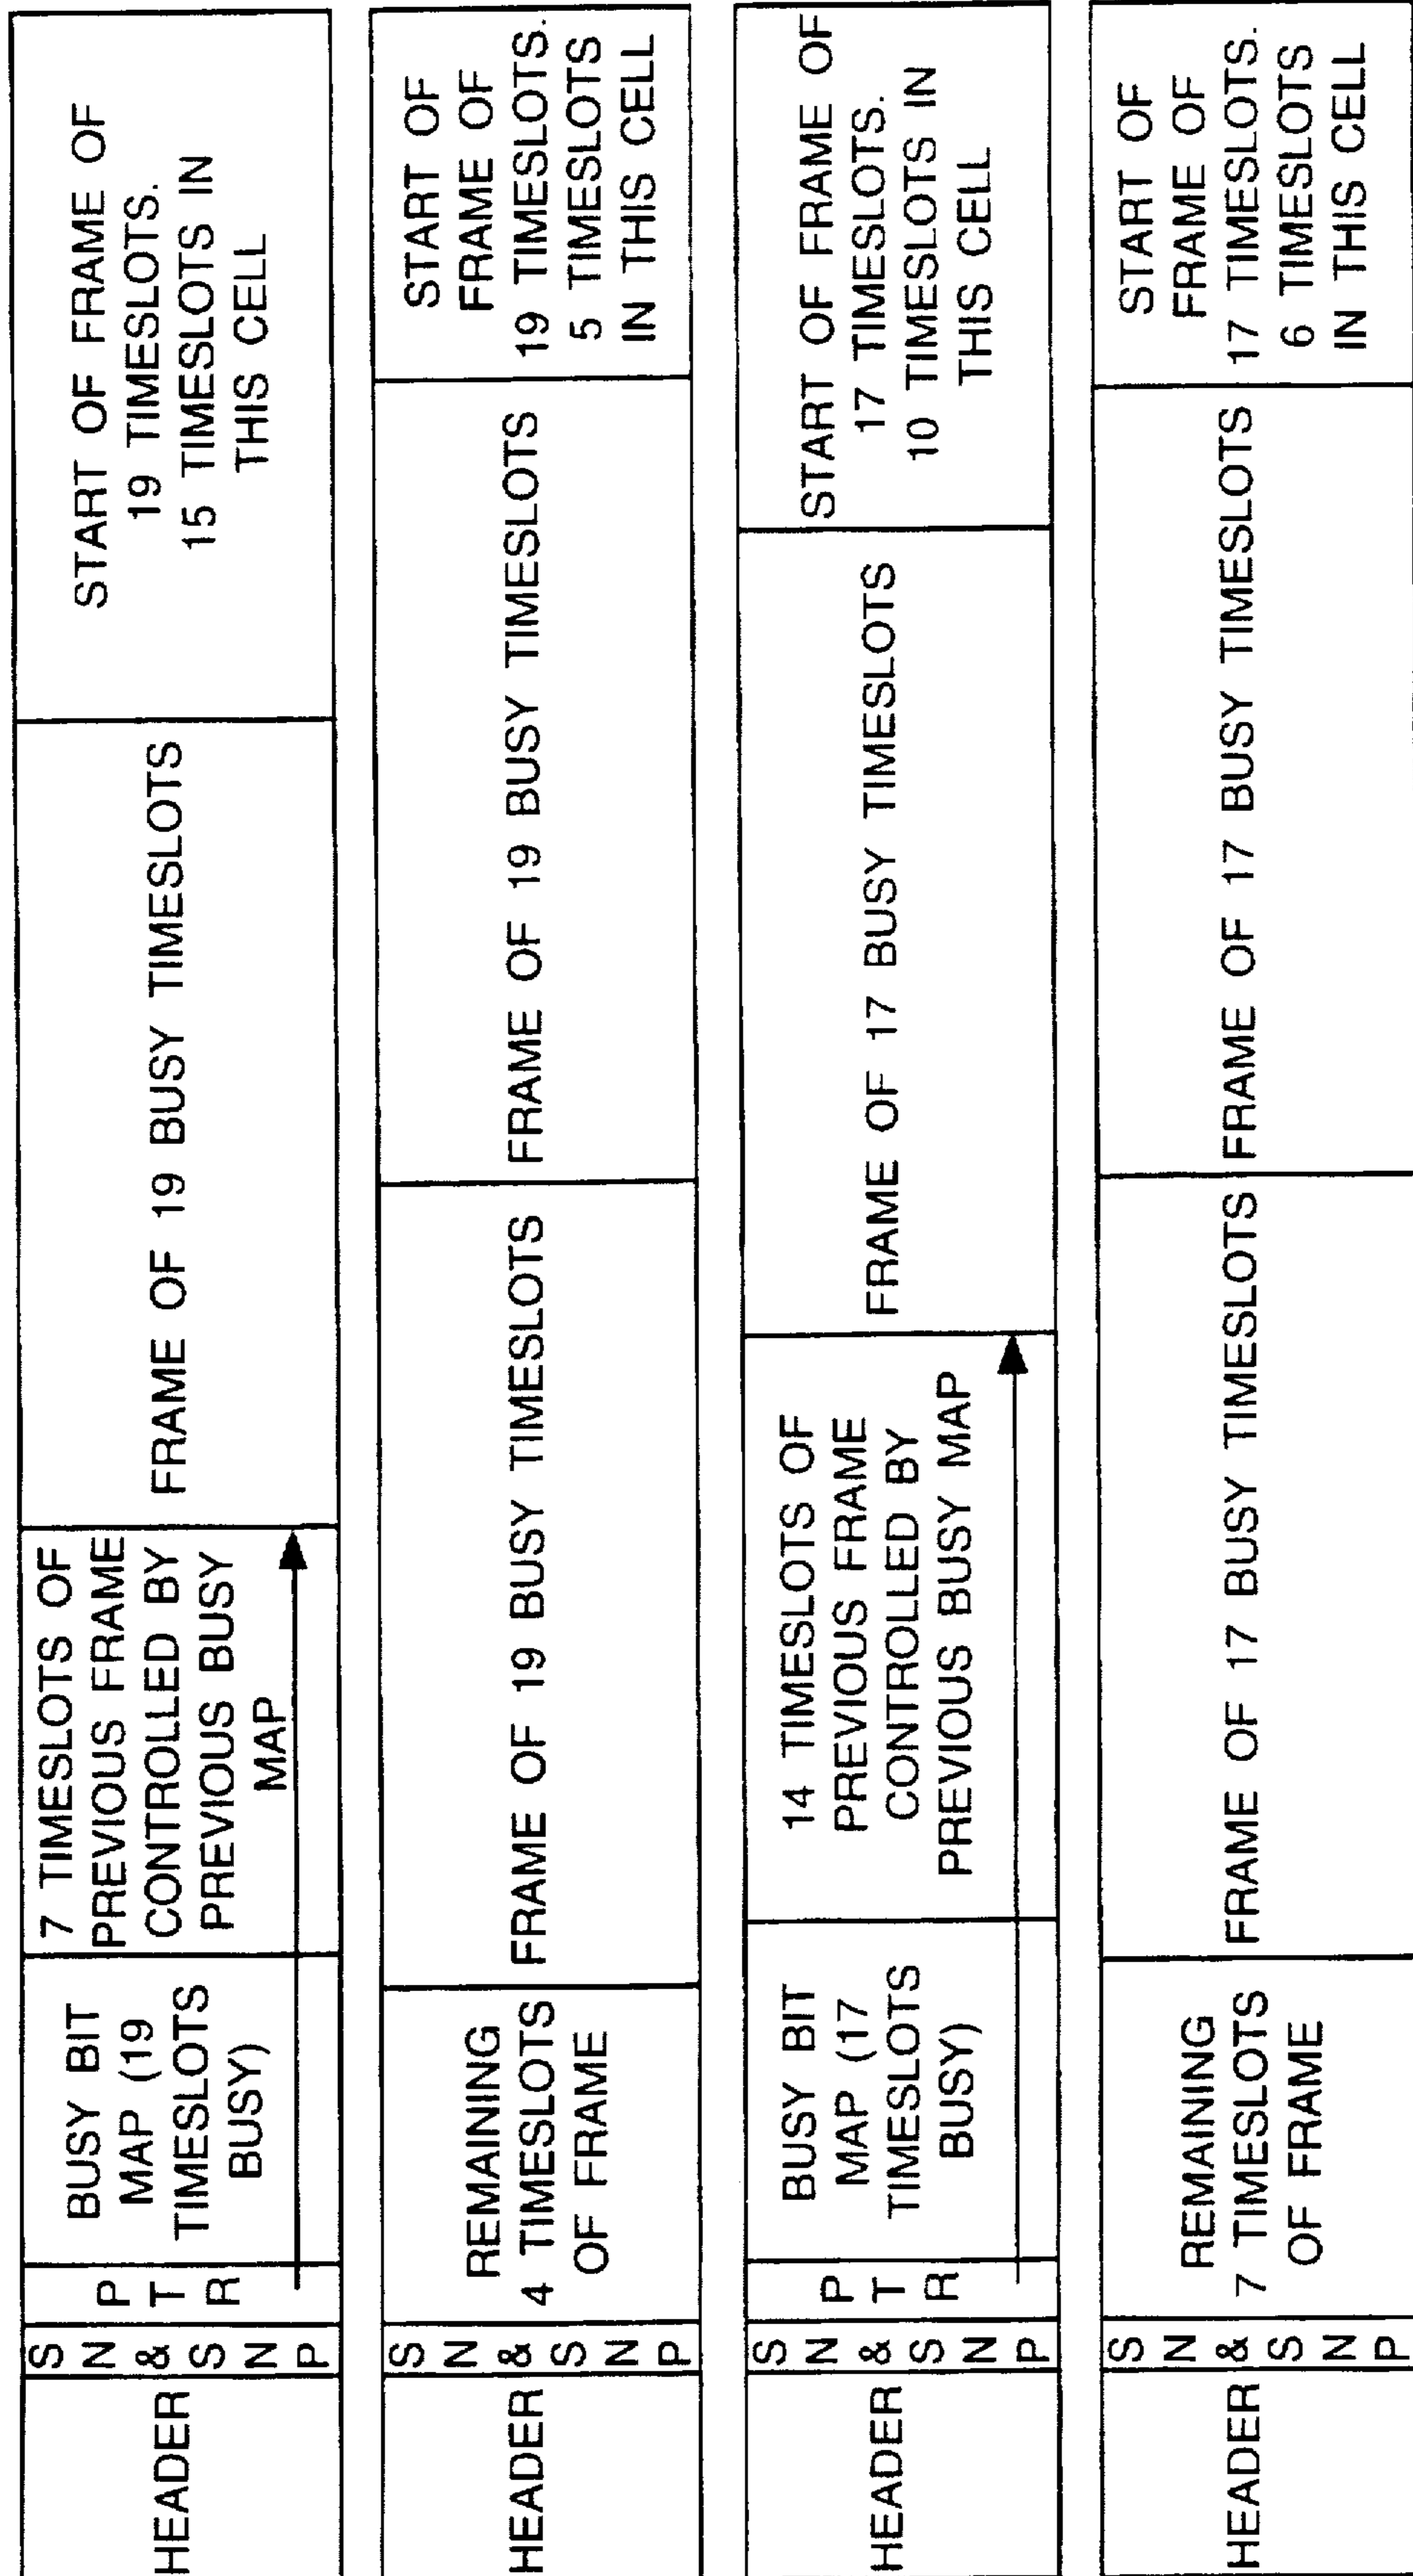 HEADER
S
N
&
S
N
P
P
T
R
BUSY BIT
MAP (19
TIMESLOTS
BUSY)
7 TIMESLOTS OF
PREVIOUS FRAME
CONTROLLED BY
PREVIOUS BUSY
MAP
FRAME OF 19 BUSY TIMESLOTS
START OF FRAME OF
19 TIMESLOTS.
15 TIMESLOTS IN
THIS CELL
HEADER
S
N
&
S
N
P
REMAINING
4 TIMESLOTS
OF FRAME
FRAME OF 19 BUSY TIMESLOTS
FRAME OF 19 BUSY TIMESLOTS
START OF
FRAME OF
19 TIMESLOTS.
5 TIMESLOTS
IN THIS CELL
HEADER
S
N
&
S
N
P
P
T
R
BUSY BIT
MAP (17
TIMESLOTS
BUSY)
14 TIMESLOTS OF
PREVIOUS FRAME
CONTROLLED BY
PREVIOUS BUSY MAP
FRAME OF 17 BUSY TIMESLOTS
START OF FRAME OF
17 TIMESLOTS.
10 TIMESLOTS IN
THIS CELL
HEADER
S
N
&
S
N
P
REMAINING
7 TIMESLOTS
OF FRAME
FRAME OF 17 BUSY TIMESLOTS
FRAME OF 17 BUSY TIMESLOTS
START OF
FRAME OF
17 TIMESLOTS.
6 TIMESLOTS
IN THIS CELL